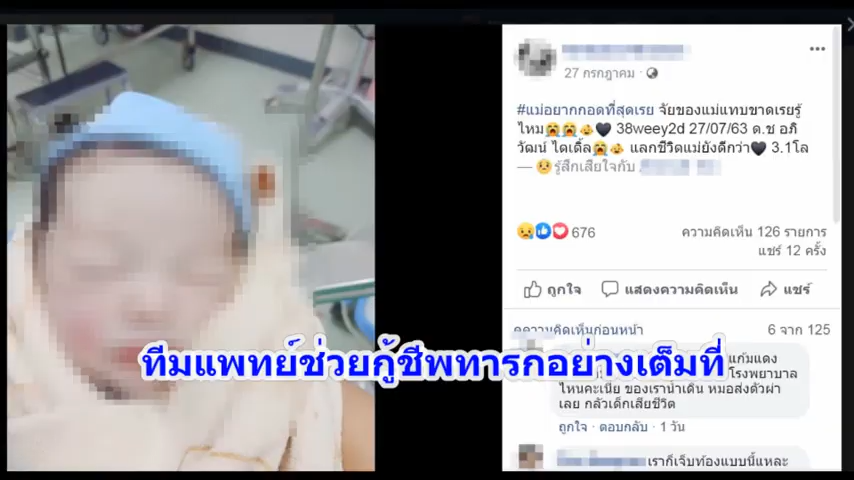 27 กรกฎาคม ·
#แม่อยากกอดที่สุดเรย จัยของแม่แทบขาดเรยรู้
ไหม😭😭🤱🖤 38weey2d 27/07/63 ด.ช อภิ
วัฒน์ ไตเติ้ล😭🤱 แลกชีวิตแม่ยังดีกว่า🖤 3.1โล
— 😥รู้สึกเสียใจกับ
676
ความคิดเห็น 126 รายการ
แชร์ 12 ครั้ง
ถูกใจ แสดงความคิดเห็น แชร์
ดูความคิดเห็นก่อนหน้า 6 จาก 125
ทีมแพทย์ช่วยกู้ชีพทารกอย่างเต็มที่
แก้มแดง
โรงพยาบาล
ไหนคะเนีย ของเราน้ำเดิน หมอส่งตัวผ่า
เลย กลัวเด็กเสียชีวิต
ถูกใจ · ตอบกลับ · 1 วัน
เราก็เจ็บท้องแบบนี้แหละ